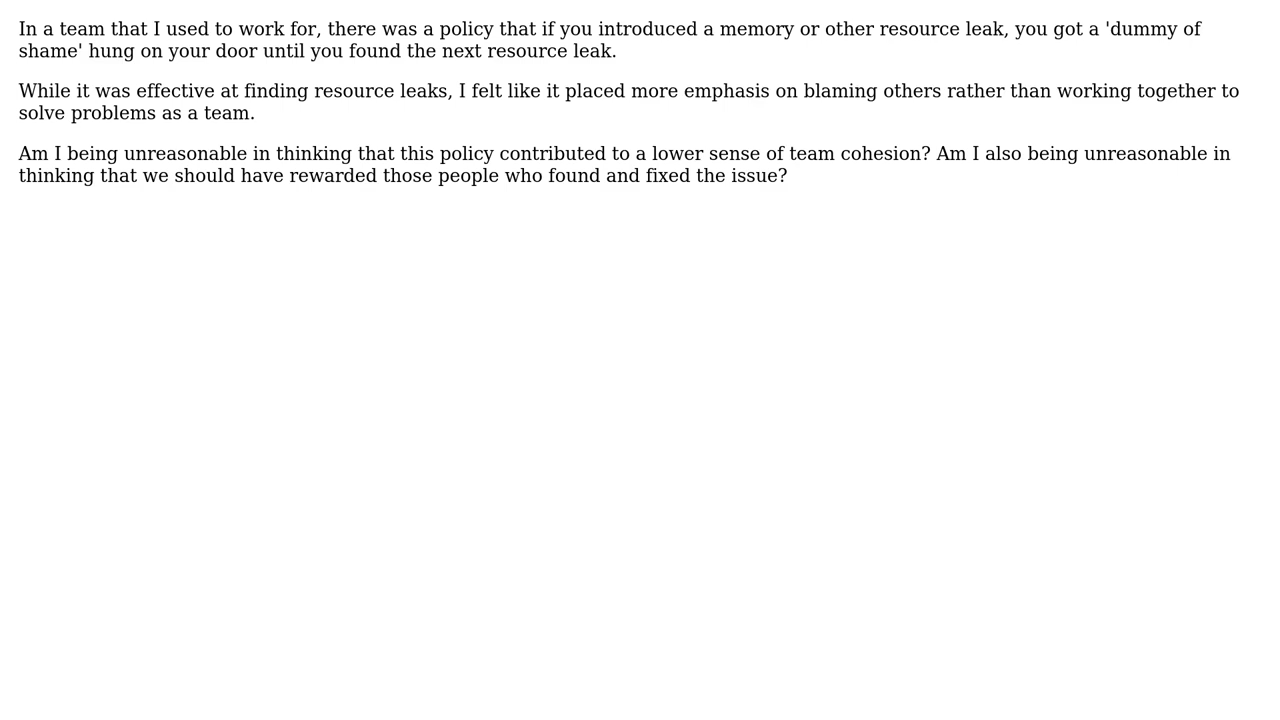 In a team that I used to work for, there was a policy that if you introduced a memory or other resource leak, you got a 'dummy of
shame' hung on your door until you found the next resource leak.
While it was effective at finding resource leaks, I felt like it placed more emphasis on blaming others rather than working together to
solve problems as a team.
Am I being unreasonable in thinking that this policy contributed to a lower sense of team cohesion? Am I also being unreasonable in
thinking that we should have rewarded those people who found and fixed the issue?